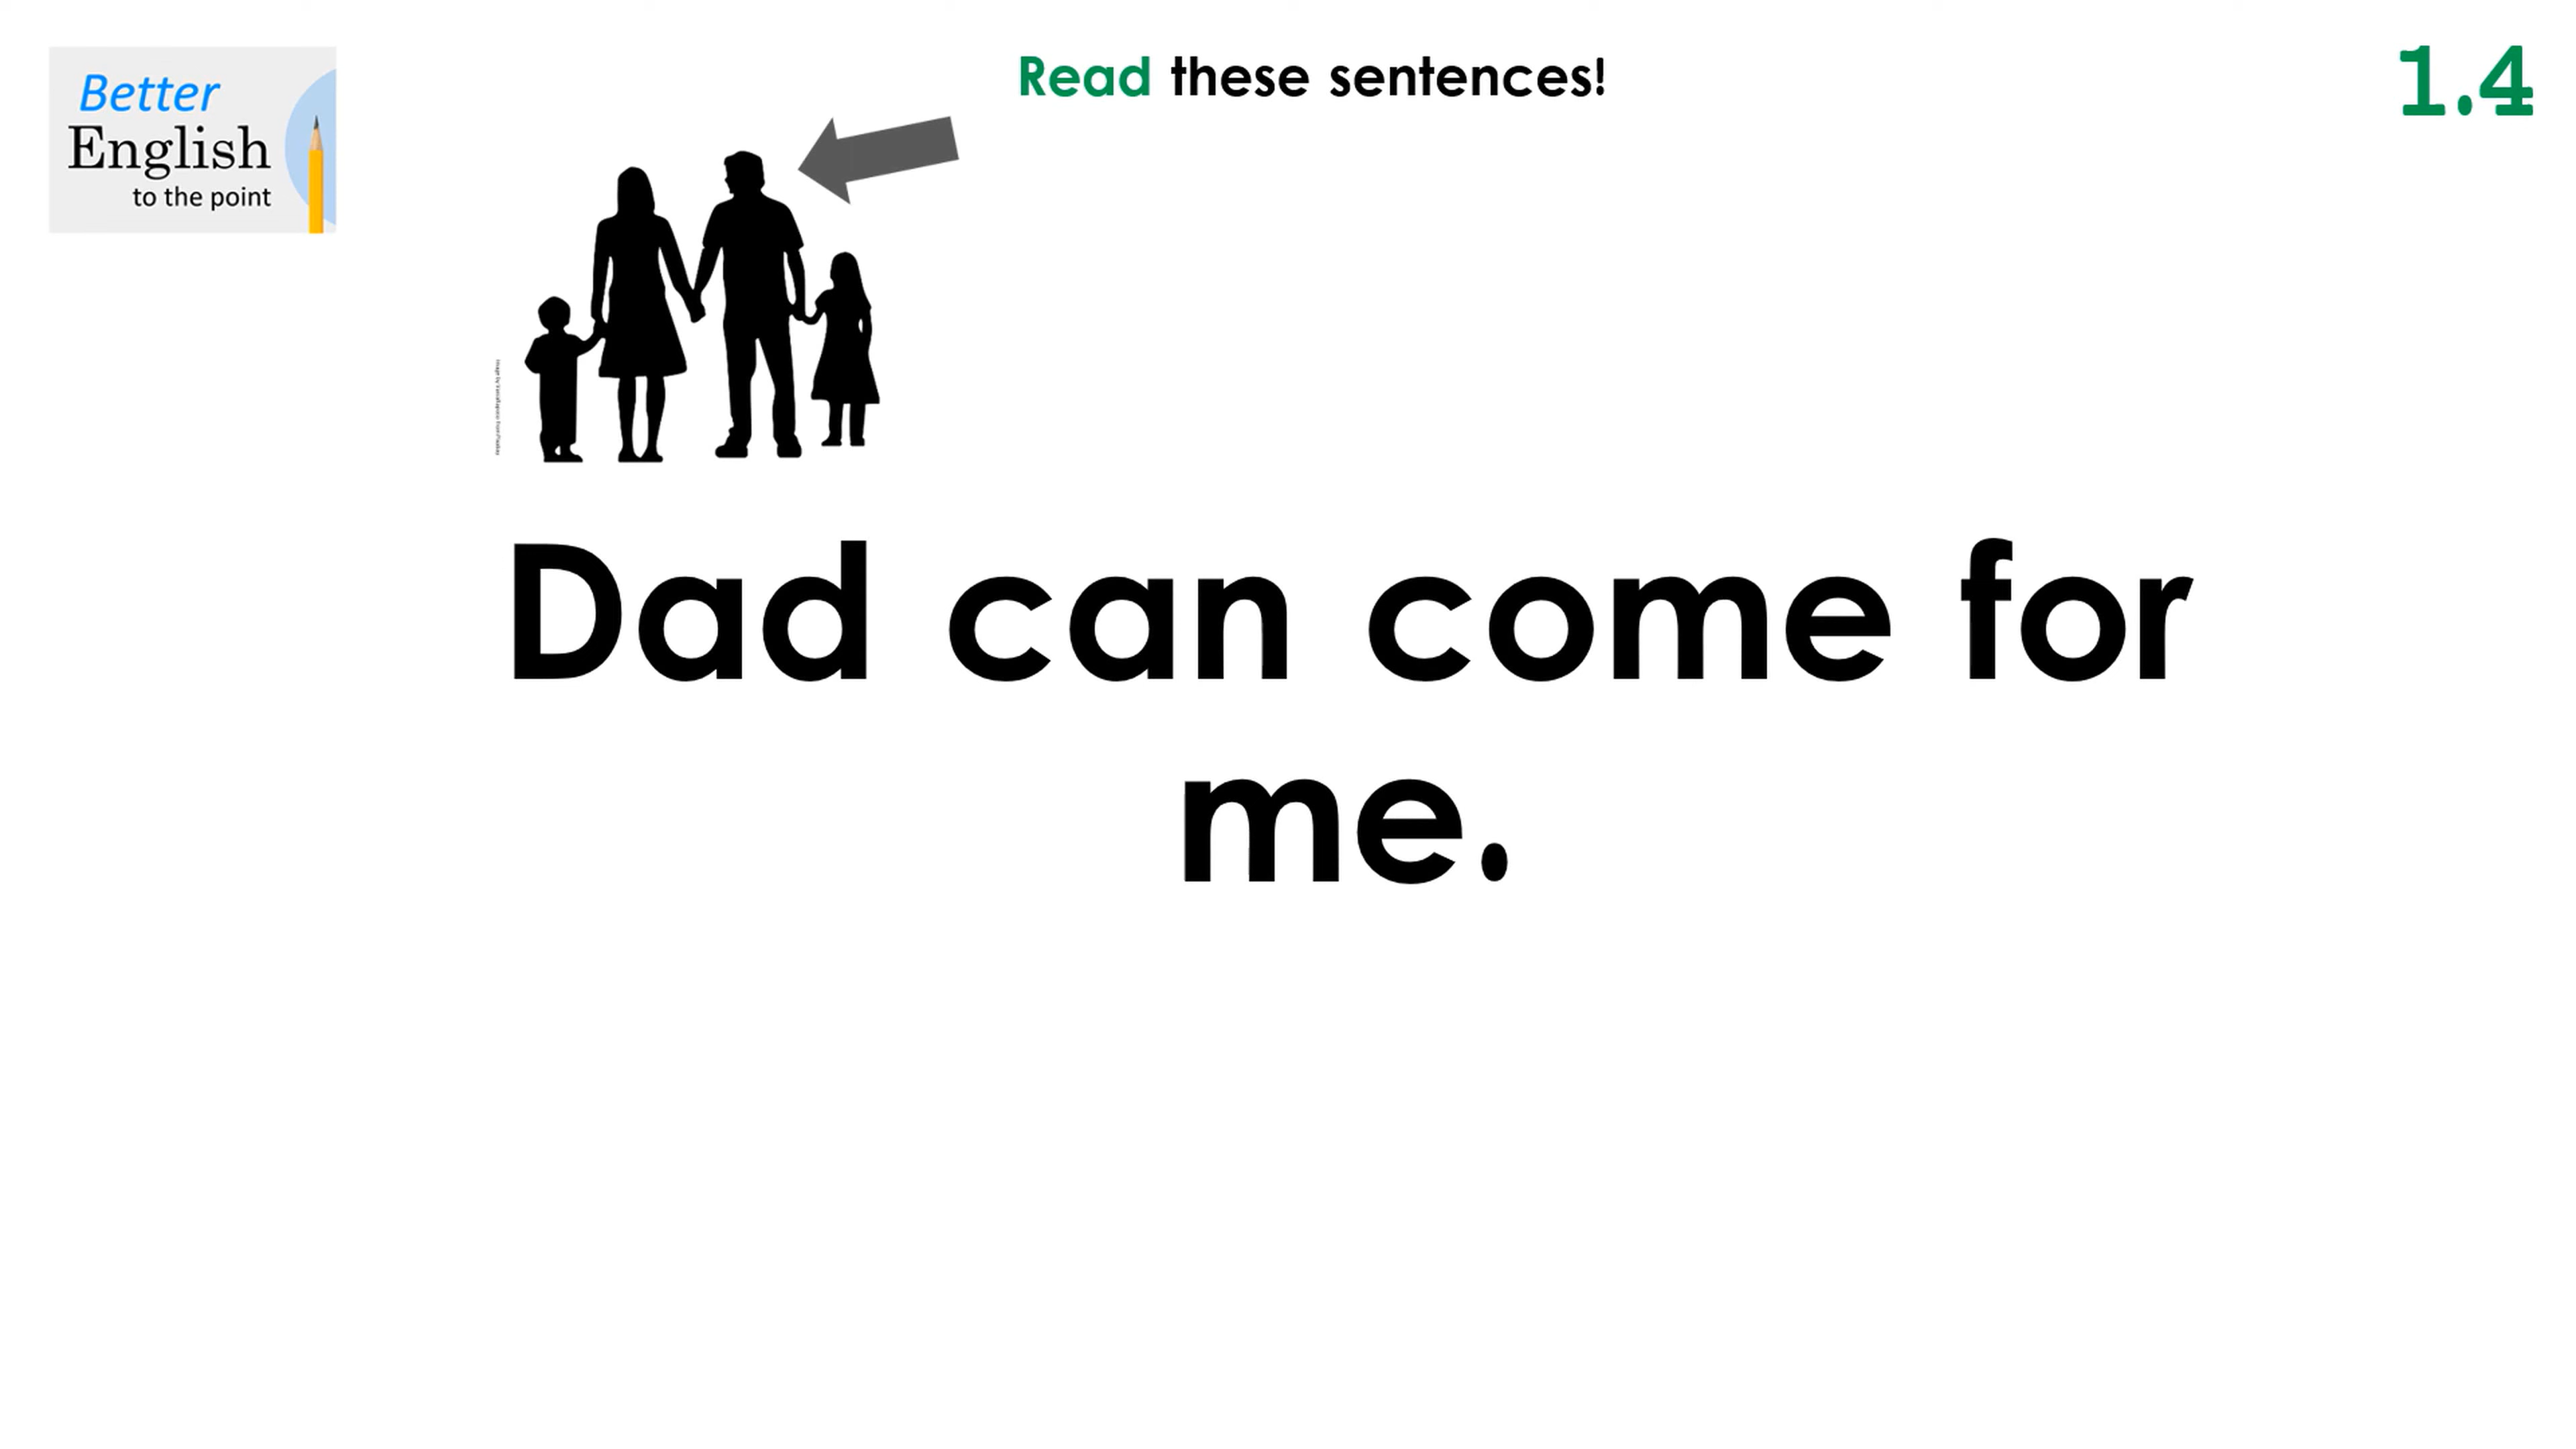 Better
English
to the point
Read these sentences!
1.4
Dad can come for
me.